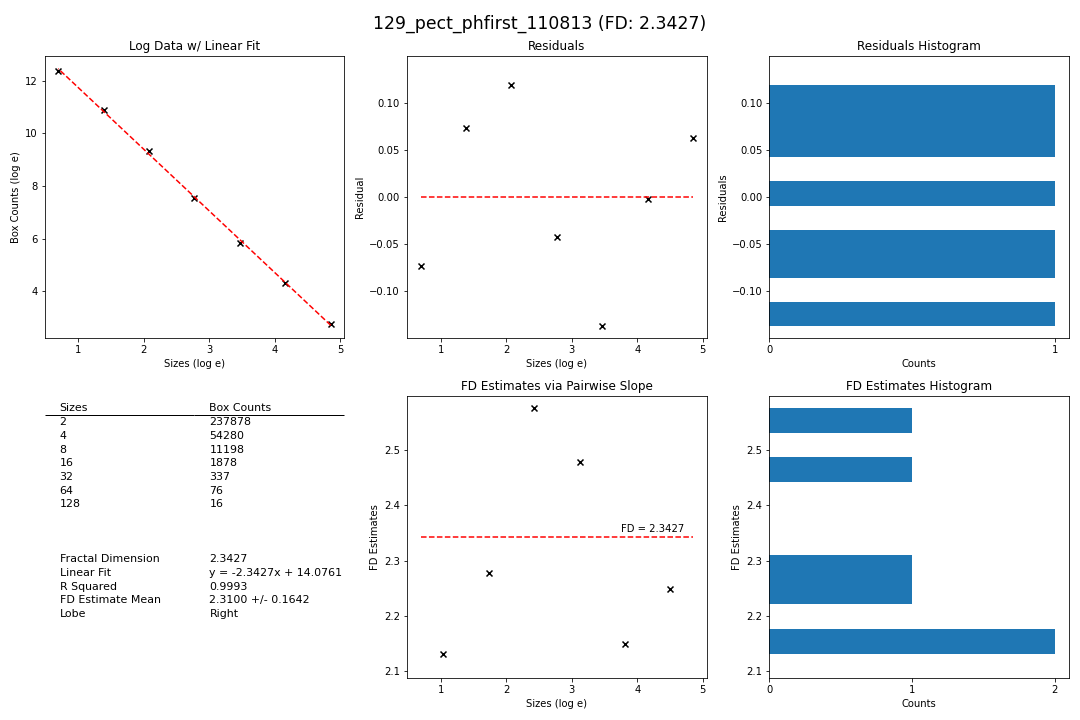 129_pect_phfirst_110813 (FD: 2.3427)
Log Data w/ Linear Fit
12
10
8
6
4
Box Counts (log e)
1 2 3 4 5
Sizes (log e)
Residuals
0.10
0.05
0.00
−0.05
−0.10
Residual
1 2 3 4 5
Sizes (log e)
Residuals Histogram
0.10
0.05
0.00
−0.05
−0.10
Residuals
0 1
Counts
Sizes Box Counts
2 237878
4 54280
8 11198
16 1878
32 337
64 76
128 16
Fractal Dimension 2.3427
Linear Fit y = -2.3427x + 14.0761
R Squared 0.9993
FD Estimate Mean 2.3100 +/- 0.1642
Lobe Right
FD Estimates via Pairwise Slope
2.5
2.4
2.3
2.2
2.1
FD Estimates
FD = 2.3427
1 2 3 4 5
Sizes (log e)
FD Estimates Histogram
2.5
2.4
2.3
2.2
2.1
FD Estimates
0 1 2
Counts